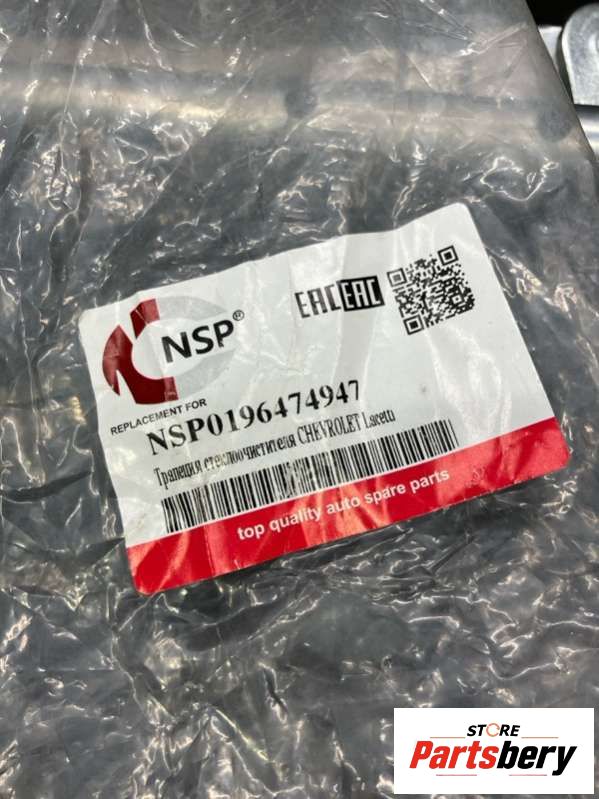 NSP®
EAC EAC
REPLACEMENT FOR
NSP0196474947
Трапеция стеклоочистителя CHEVROLET Lacetti
top quality auto spare parts
STORE
Partsbery